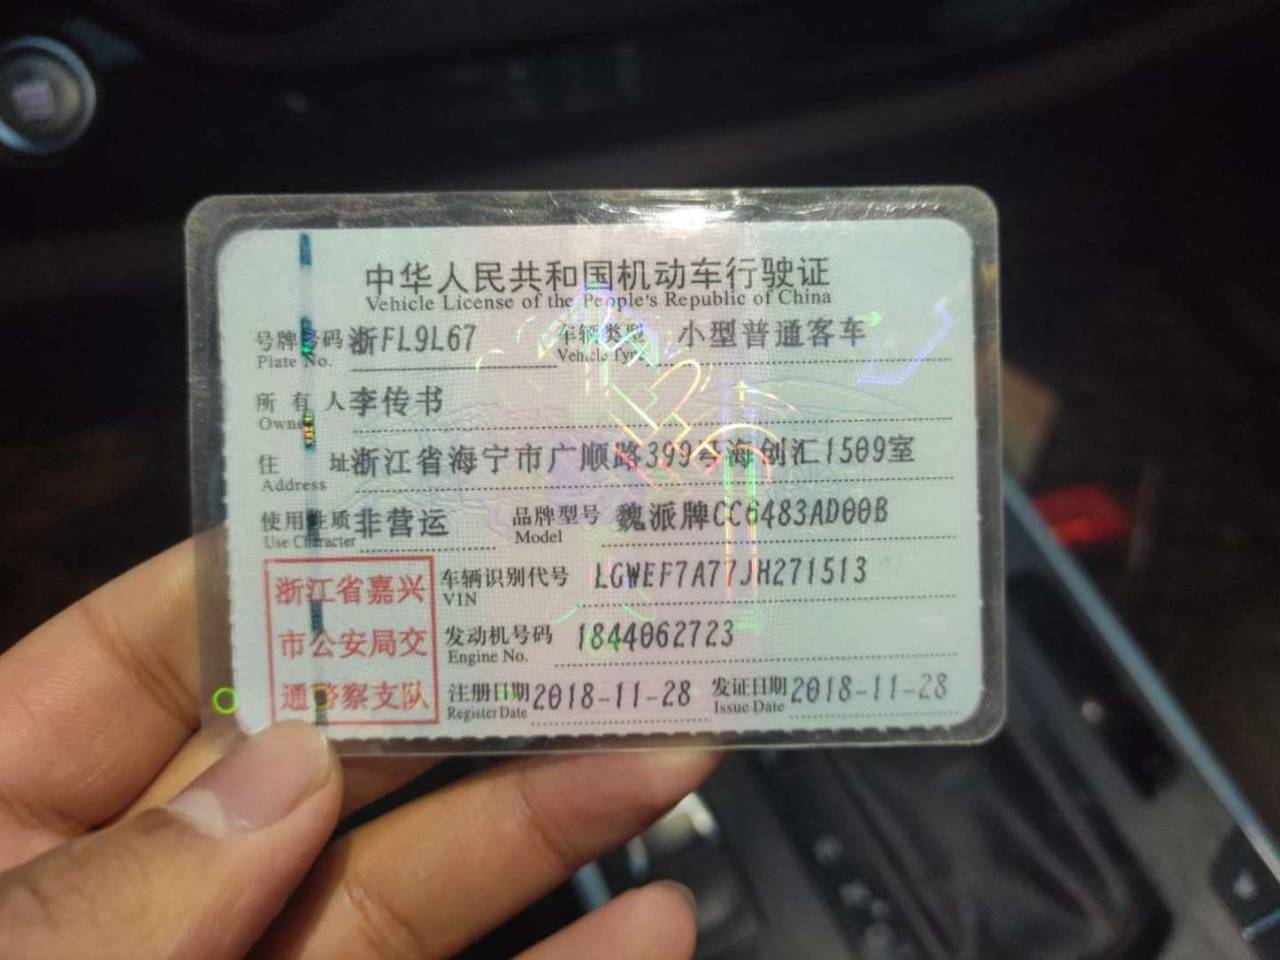 中华人民共和国机动车行驶证
Vehicle License of the People's Republic of China
号牌号码 浙FL9L67 车辆类型 小型普通客车
Plate No. Vehicle Type
所有人 李传书
Owner
住址 浙江省海宁市广顺路399号海创汇1509室
Address
使用性质 非营运 品牌型号 魏派牌CC6483AD00B
Use Character Model
浙江省嘉兴
市公安局交
通警察支队
车辆识别代号 LGWEF7A77JH271513
VIN
发动机号码 1844062723
Engine No.
注册日期 2018-11-28 发证日期 2018-11-28
Register Date Issue Date